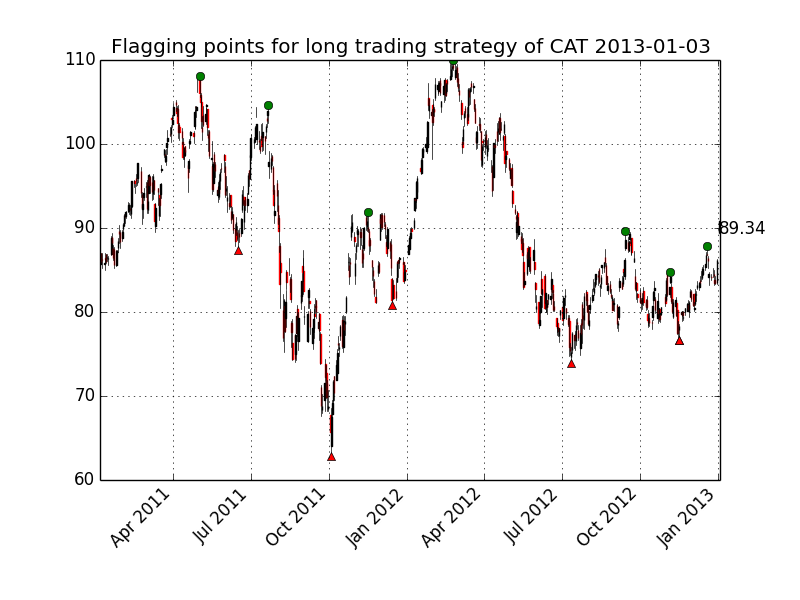 Flagging points for long trading strategy of CAT 2013-01-03
110
100
90
80
70
60
89.34
Apr 2011
Jul 2011
Oct 2011
Jan 2012
Apr 2012
Jul 2012
Oct 2012
Jan 2013